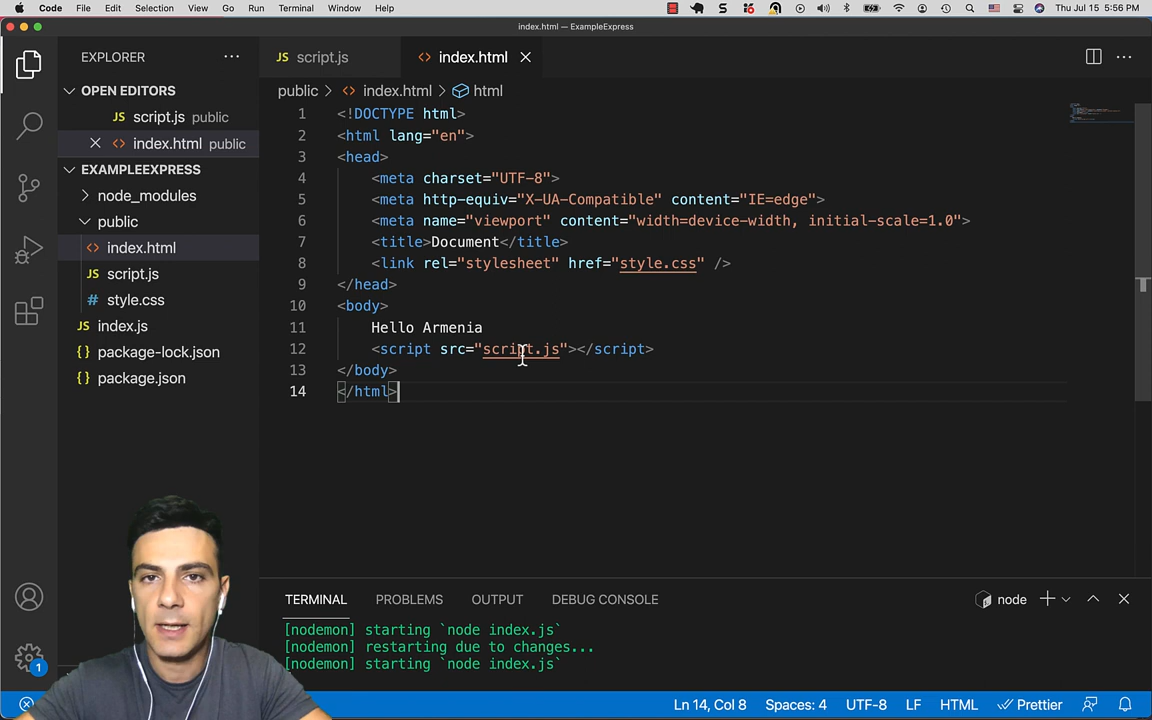 Code File Edit Selection View Go Run Terminal Window Help Thu Jul 15 5:56 PM
index.html — ExampleExpress
EXPLORER ...
JS script.js
<> index.html
public > <> index.html > html
OPEN EDITORS
JS script.js public
<> index.html public
EXAMPLEEXPRESS
node_modules
public
<> index.html
JS script.js
# style.css
JS index.js
{} package-lock.json
{} package.json
1 <!DOCTYPE html>
2 <html lang="en">
3 <head>
4 <meta charset="UTF-8">
5 <meta http-equiv="X-UA-Compatible" content="IE=edge">
6 <meta name="viewport" content="width=device-width, initial-scale=1.0">
7 <title>Document</title>
8 <link rel="stylesheet" href="style.css" />
9 </head>
10 <body>
11 Hello Armenia
12 <script src="script.js"></script>
13 </body>
14 </html>
TERMINAL PROBLEMS OUTPUT DEBUG CONSOLE node
[nodemon] starting `node index.js`
[nodemon] restarting due to changes...
[nodemon] starting `node index.js`
1
Ln 14, Col 8 Spaces: 4 UTF-8 LF HTML Prettier